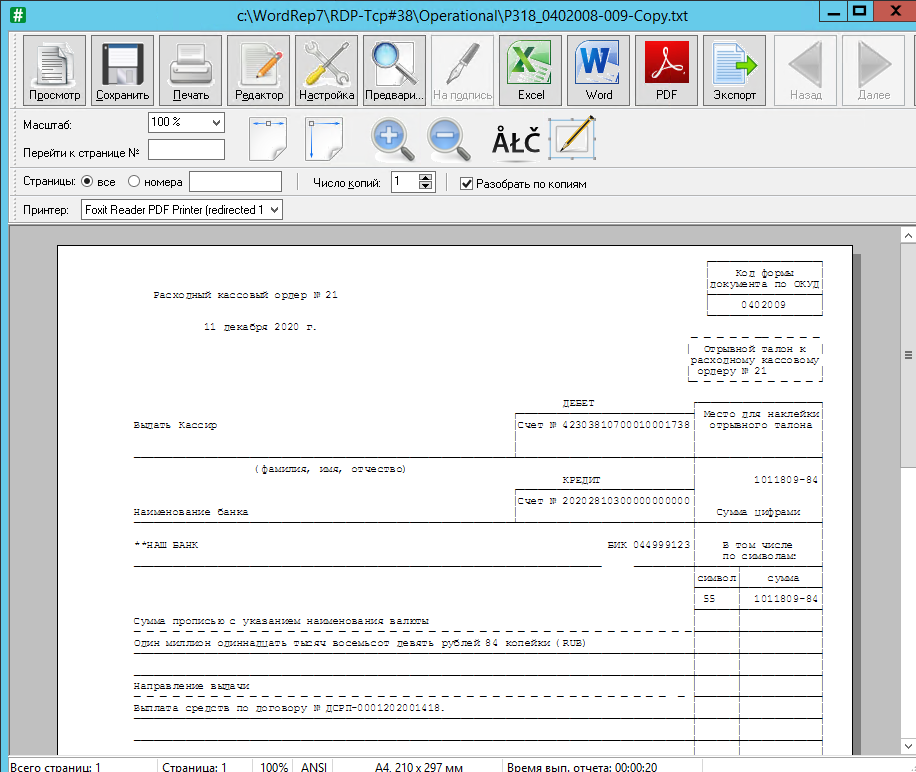 c:\WordRep7\RDP-Tcp#38\Operational\P318_0402008-009-Copy.txt
Просмотр Сохранить Печать Редактор Настройка Предвари... На подпись Excel Word PDF Экспорт Назад Далее
Масштаб: 100 %
Перейти к странице №
ÅŁČ
Страницы: все номера Число копий: 1 Разобрать по копиям
Принтер: Foxit Reader PDF Printer (redirected 1
Код формы
документа по ОКУД
Расходный кассовый ордер № 21
0402009
11 декабря 2020 г.
Отрывной талон к
расходному кассовому
ордеру № 21
ДЕБЕТ
Место для наклейки
Выдать Кассир Счет № 42303810700010001738 отрывного талона
(фамилия, имя, отчество)
КРЕДИТ 1011809-84
Счет № 20202810300000000000
Наименование банка Сумма цифрами
**НАШ БАНК БИК 044999123 В том числе
по символам:
символ сумма
55 1011809-84
Сумма прописью с указанием наименования валюты
Один миллион одиннадцать тысяч восемьсот девять рублей 84 копейки (RUB)
Направление выдачи
Выплата средств по договору № ДСРП-0001202001418.
Всего страниц: 1 Страница: 1 100% ANSI A4, 210 x 297 мм Время вып. отчета: 00:00:20